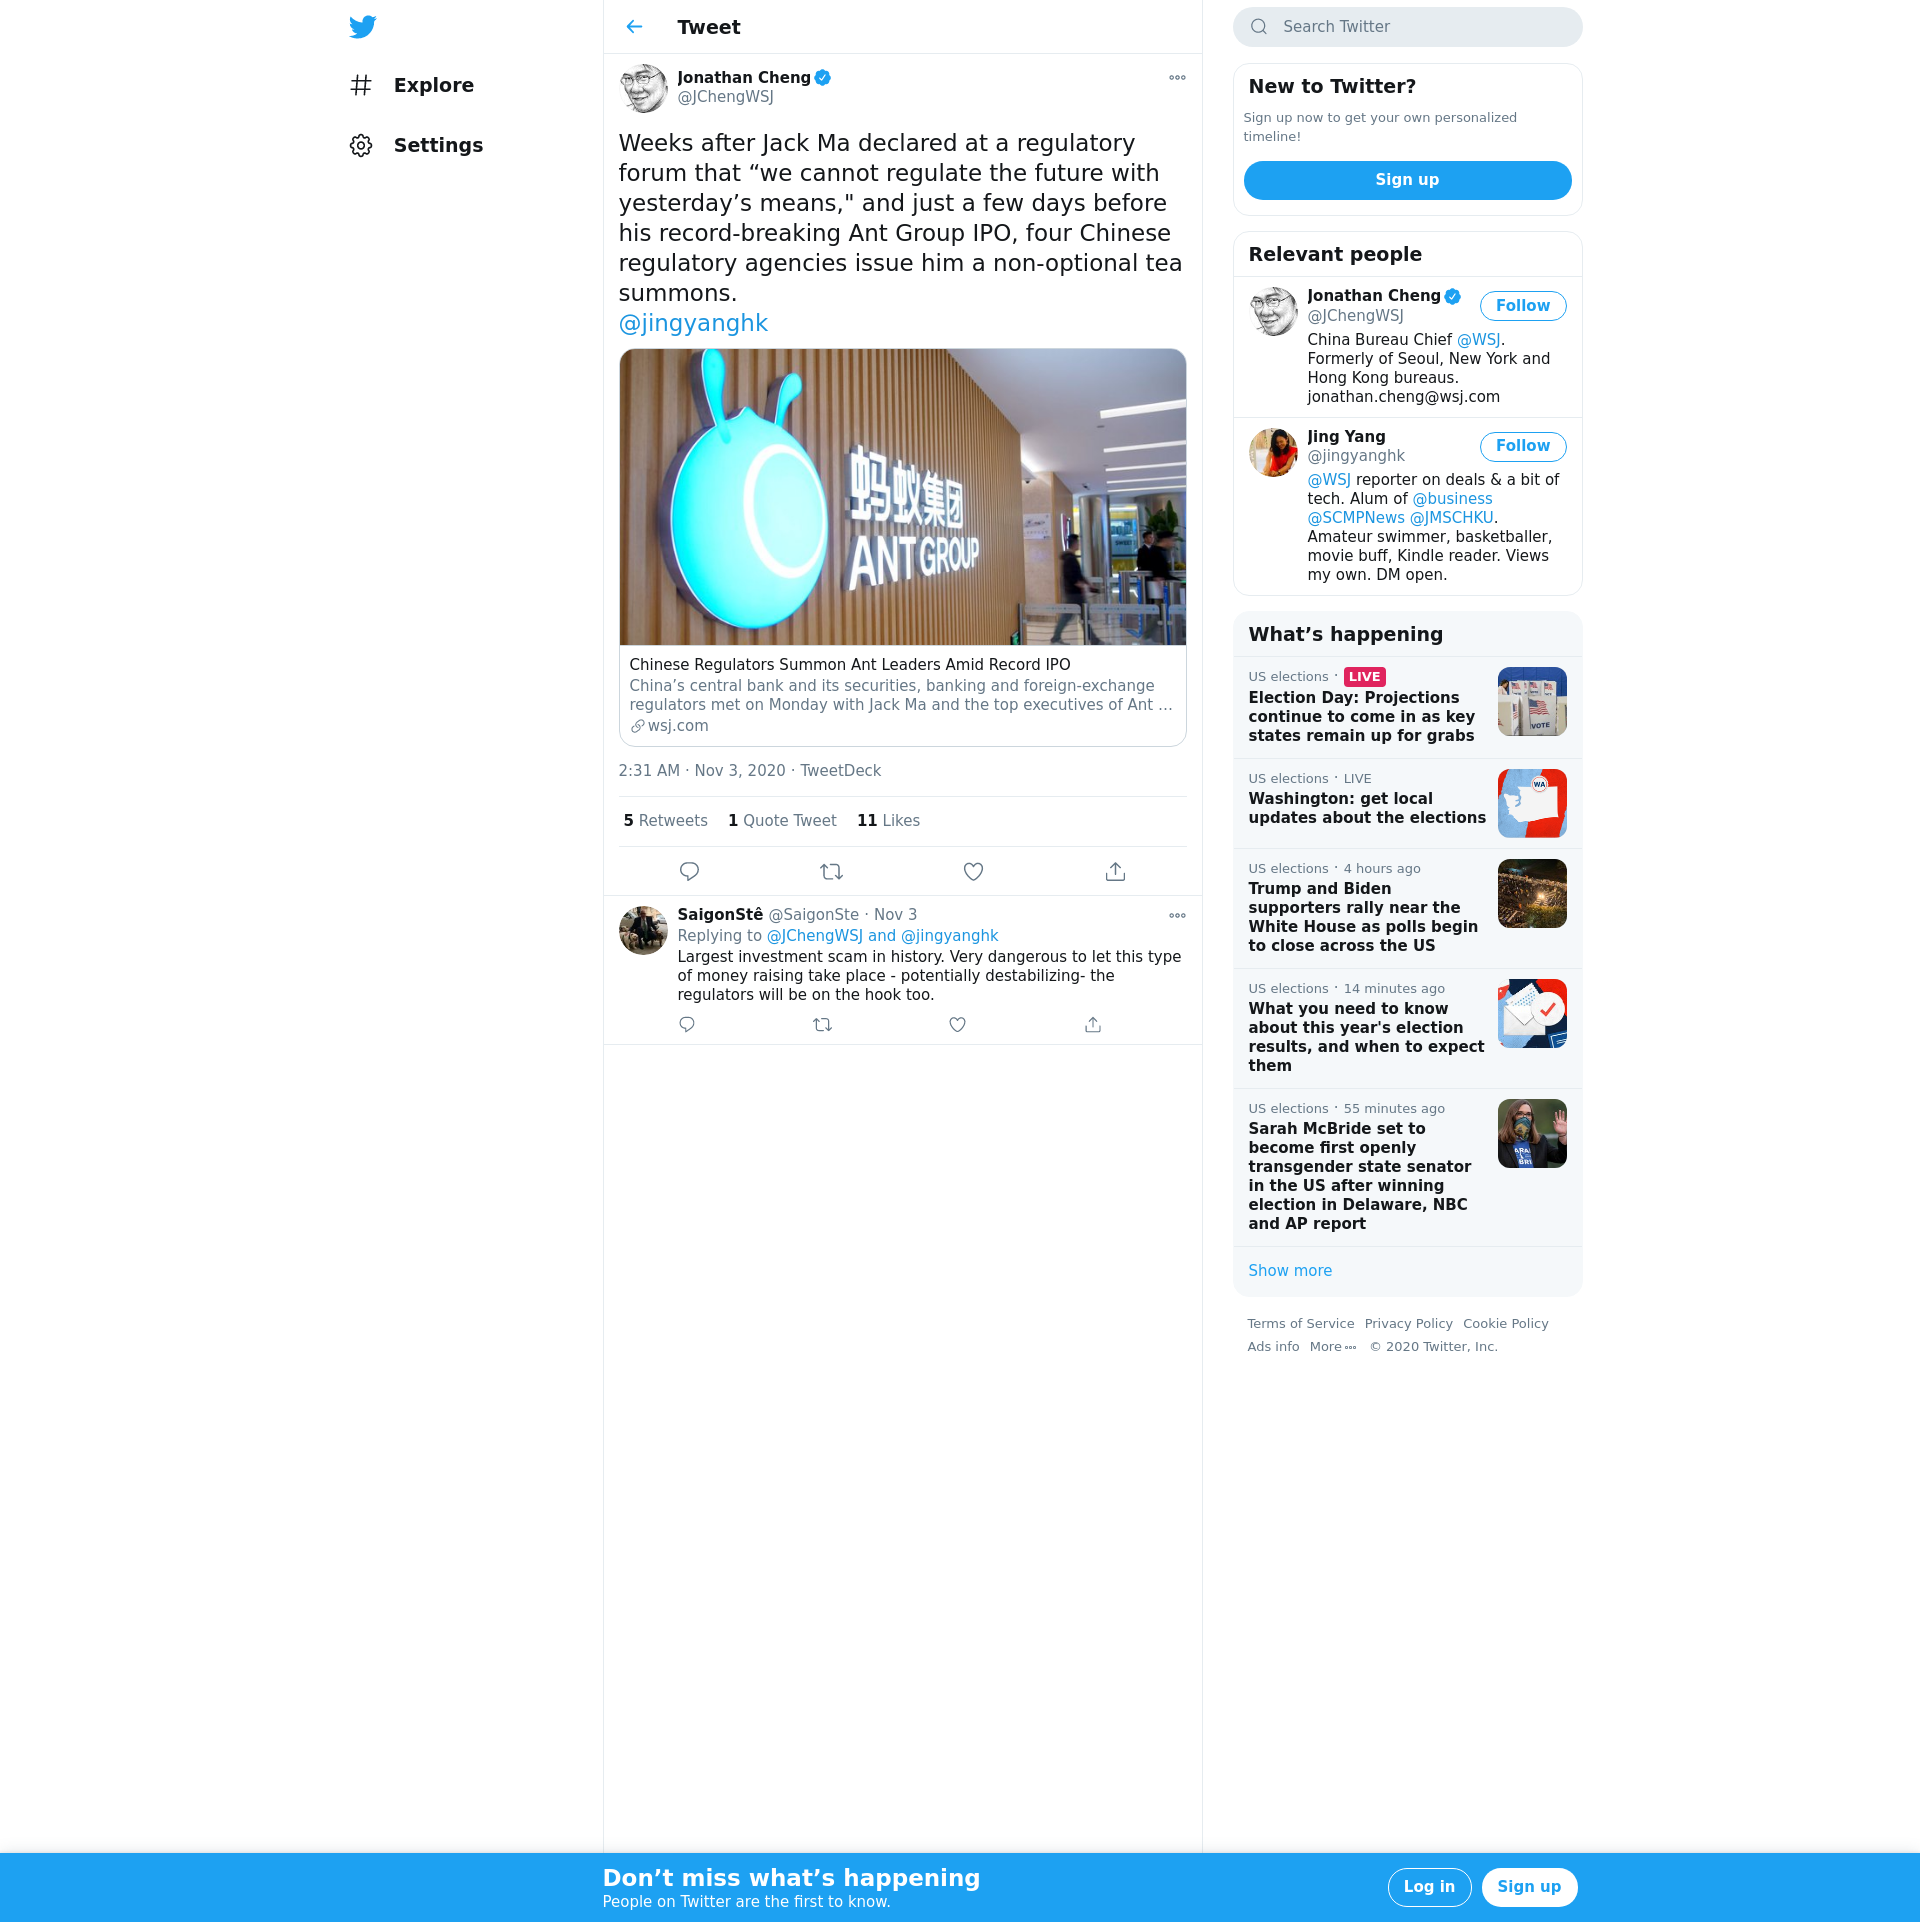 Explore
Settings
Tweet
Jonathan Cheng
@JChengWSJ
Weeks after Jack Ma declared at a regulatory
forum that “we cannot regulate the future with
yesterday’s means," and just a few days before
his record-breaking Ant Group IPO, four Chinese
regulatory agencies issue him a non-optional tea
summons.
@jingyanghk
蚂蚁集团
ANT GROUP
Chinese Regulators Summon Ant Leaders Amid Record IPO
China’s central bank and its securities, banking and foreign-exchange
regulators met on Monday with Jack Ma and the top executives of Ant …
wsj.com
2:31 AM · Nov 3, 2020 · TweetDeck
5 Retweets 1 Quote Tweet 11 Likes
SaigonStê @SaigonSte · Nov 3
Replying to @JChengWSJ and @jingyanghk
Largest investment scam in history. Very dangerous to let this type
of money raising take place - potentially destabilizing- the
regulators will be on the hook too.
Search Twitter
New to Twitter?
Sign up now to get your own personalized
timeline!
Sign up
Relevant people
Jonathan Cheng
@JChengWSJ
Follow
China Bureau Chief @WSJ.
Formerly of Seoul, New York and
Hong Kong bureaus.
jonathan.cheng@wsj.com
Jing Yang
@jingyanghk
Follow
@WSJ reporter on deals & a bit of
tech. Alum of @business
@SCMPNews @JMSCHKU.
Amateur swimmer, basketballer,
movie buff, Kindle reader. Views
my own. DM open.
What’s happening
US elections · LIVE
Election Day: Projections
continue to come in as key
states remain up for grabs
VOTE
US elections · LIVE
Washington: get local
updates about the elections
WA
US elections · 4 hours ago
Trump and Biden
supporters rally near the
White House as polls begin
to close across the US
US elections · 14 minutes ago
What you need to know
about this year's election
results, and when to expect
them
US elections · 55 minutes ago
Sarah McBride set to
become first openly
transgender state senator
in the US after winning
election in Delaware, NBC
and AP report
Show more
Terms of Service Privacy Policy Cookie Policy
Ads info More © 2020 Twitter, Inc.
Don’t miss what’s happening
People on Twitter are the first to know.
Log in
Sign up